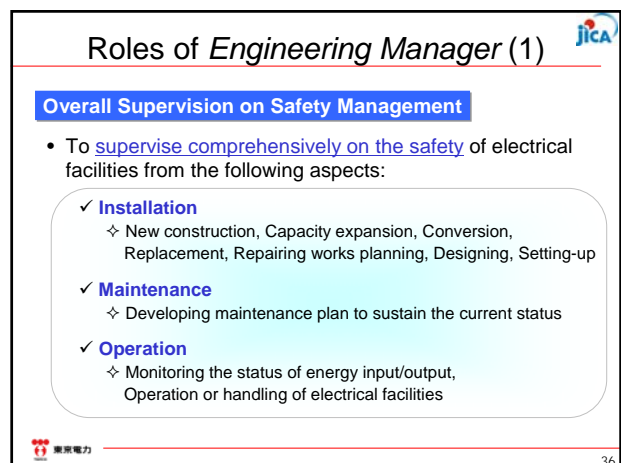 Roles of Engineering Manager (1)
jica
Overall Supervision on Safety Management
• To supervise comprehensively on the safety of electrical
facilities from the following aspects:
✓ Installation
✧ New construction, Capacity expansion, Conversion,
Replacement, Repairing works planning, Designing, Setting-up
✓ Maintenance
✧ Developing maintenance plan to sustain the current status
✓ Operation
✧ Monitoring the status of energy input/output,
Operation or handling of electrical facilities
東京電力
36